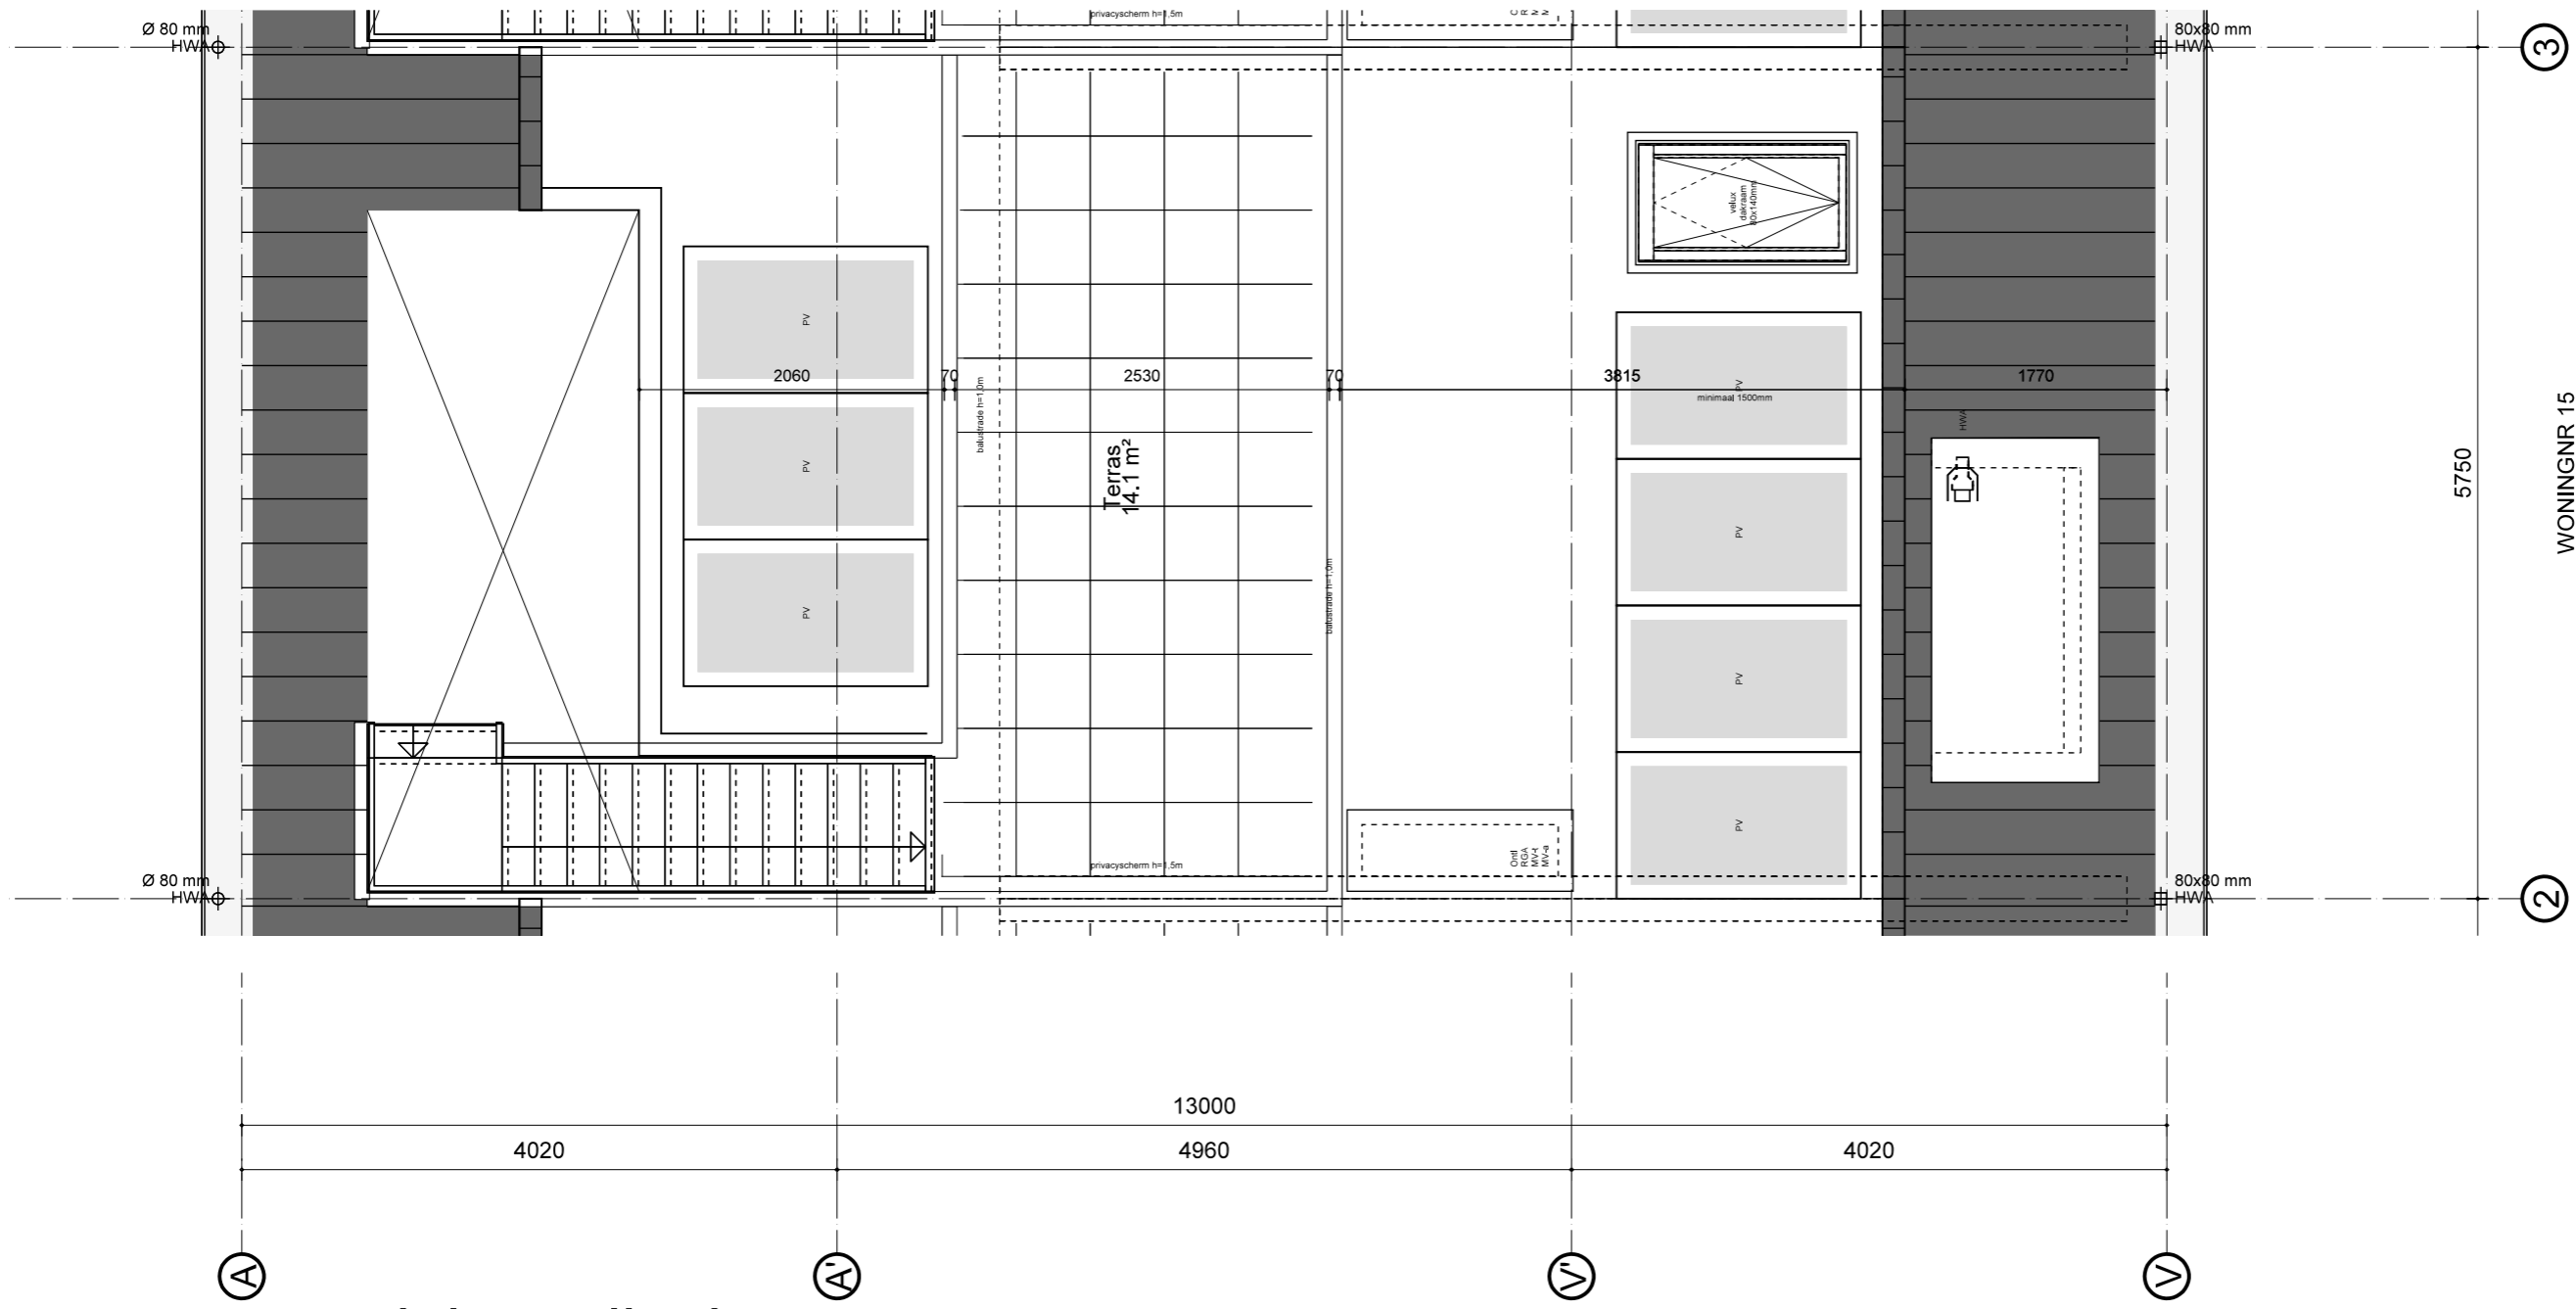 privacyscherm h=1,5m
Ø 80 mm
HWA
80x80 mm
HWA
3
velux
dakraam
80x140mm
PV
2060
70
2530
70
3815
1770
balustrade h=1,0m
PV
minimaal 1500mm
HWA
WONINGNR 15
Terras
14.1 m²
5750
PV
PV
balustrade h=1,0m
PV
PV
PV
Ontl
RGA
MV-t
MV-a
privacyscherm h=1,5m
Ø 80 mm
HWA
80x80 mm
HWA
2
13000
4020
4960
4020
A
A'
V'
V